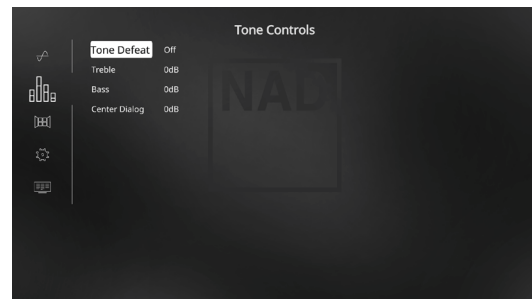 Tone Controls
Tone Defeat Off
Treble 0dB
Bass 0dB
Center Dialog 0dB
NAD